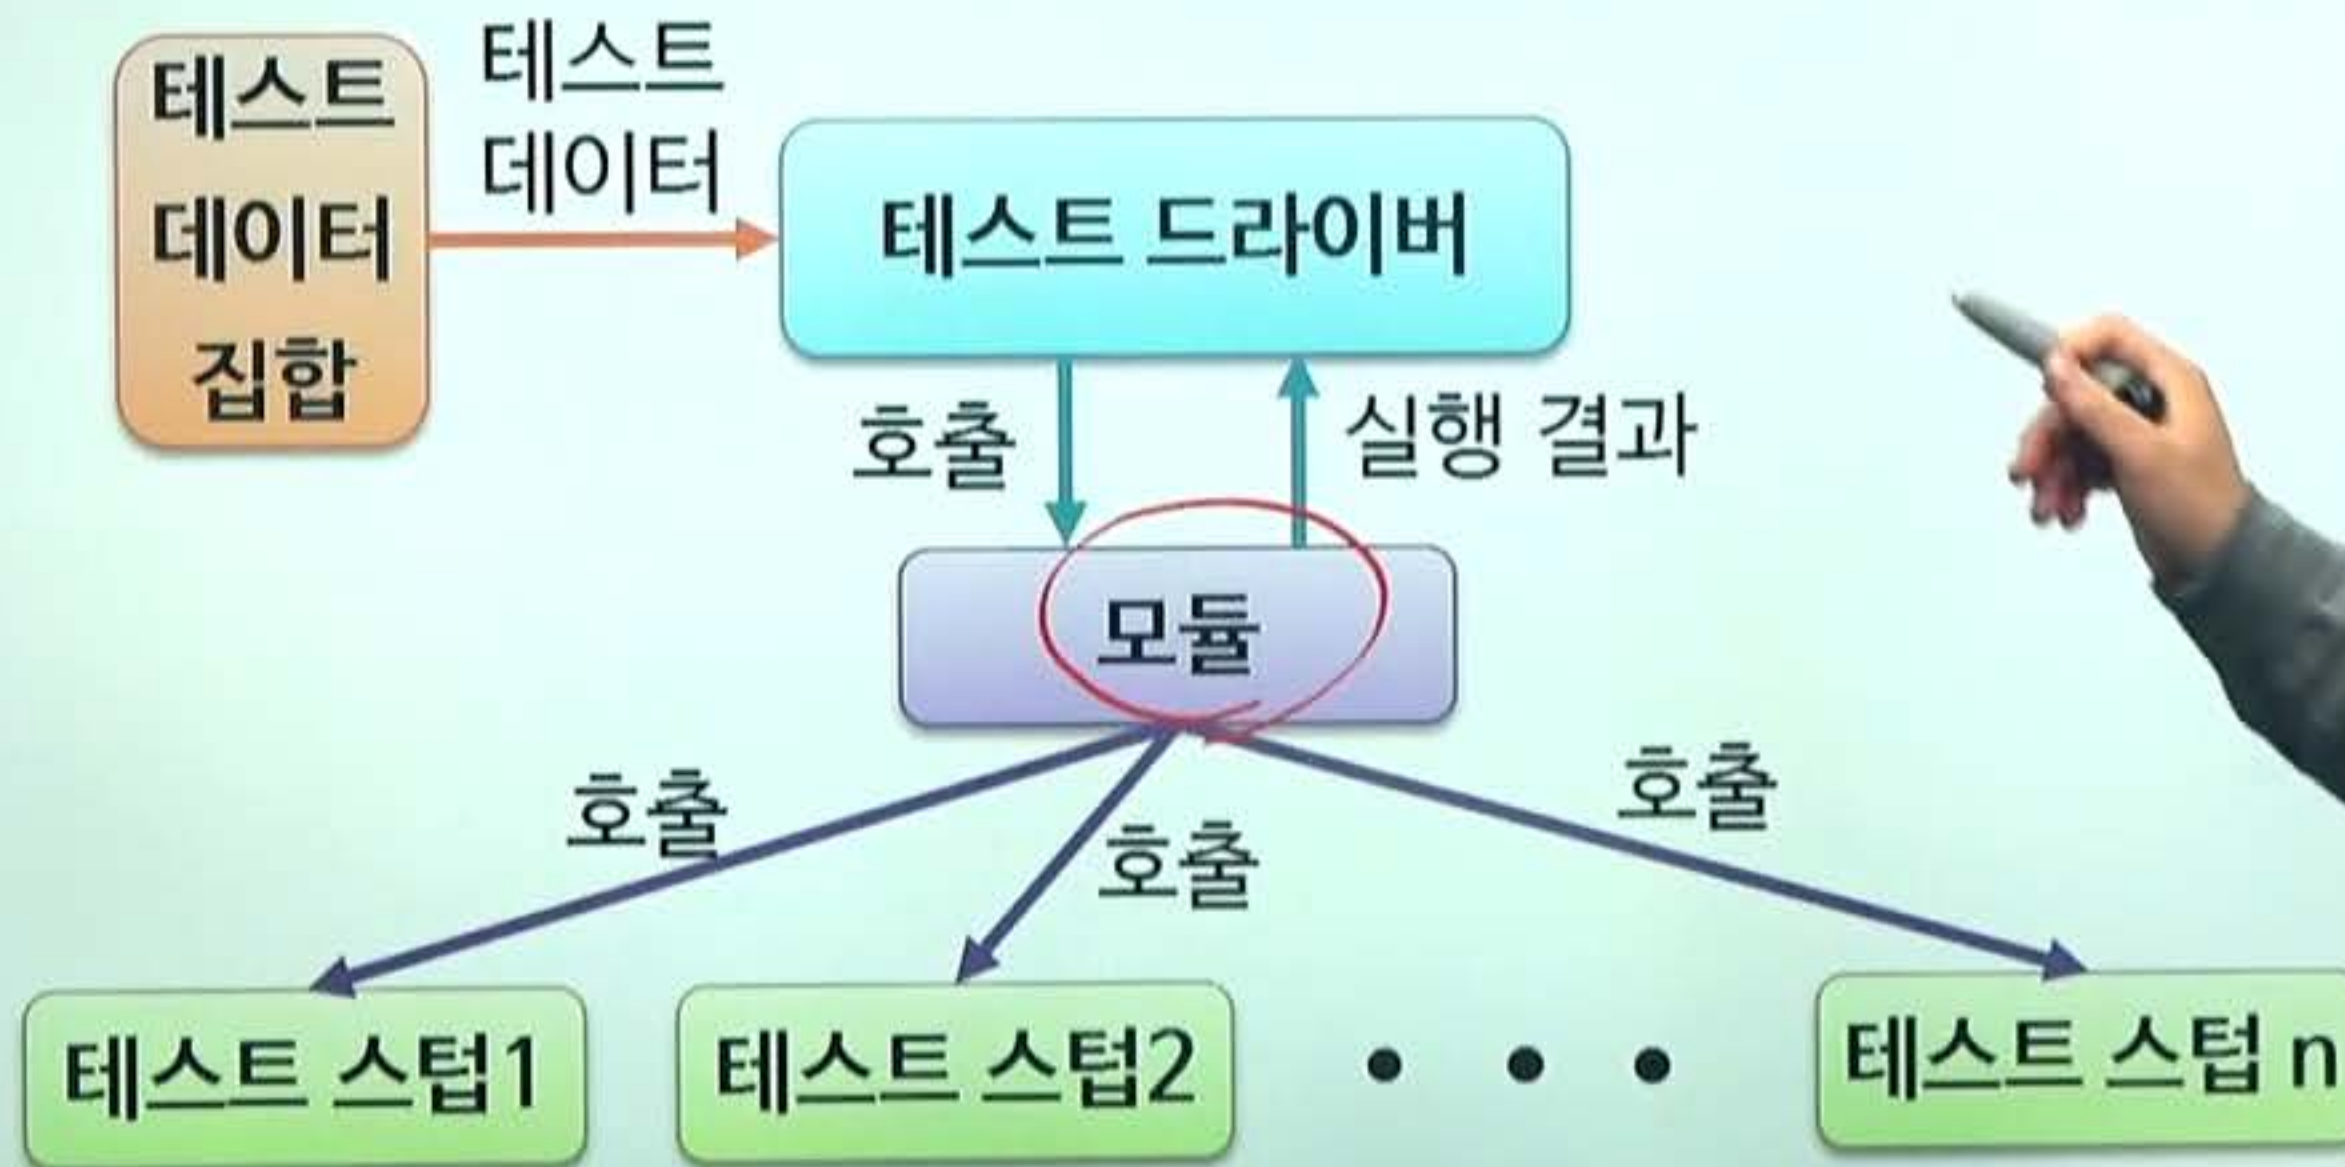 테스트
데이터
집합
테스트
데이터
테스트 드라이버
호출
실행 결과
모듈
호출
호출
호출
테스트 스텁1
테스트 스텁2
테스트 스텁 n